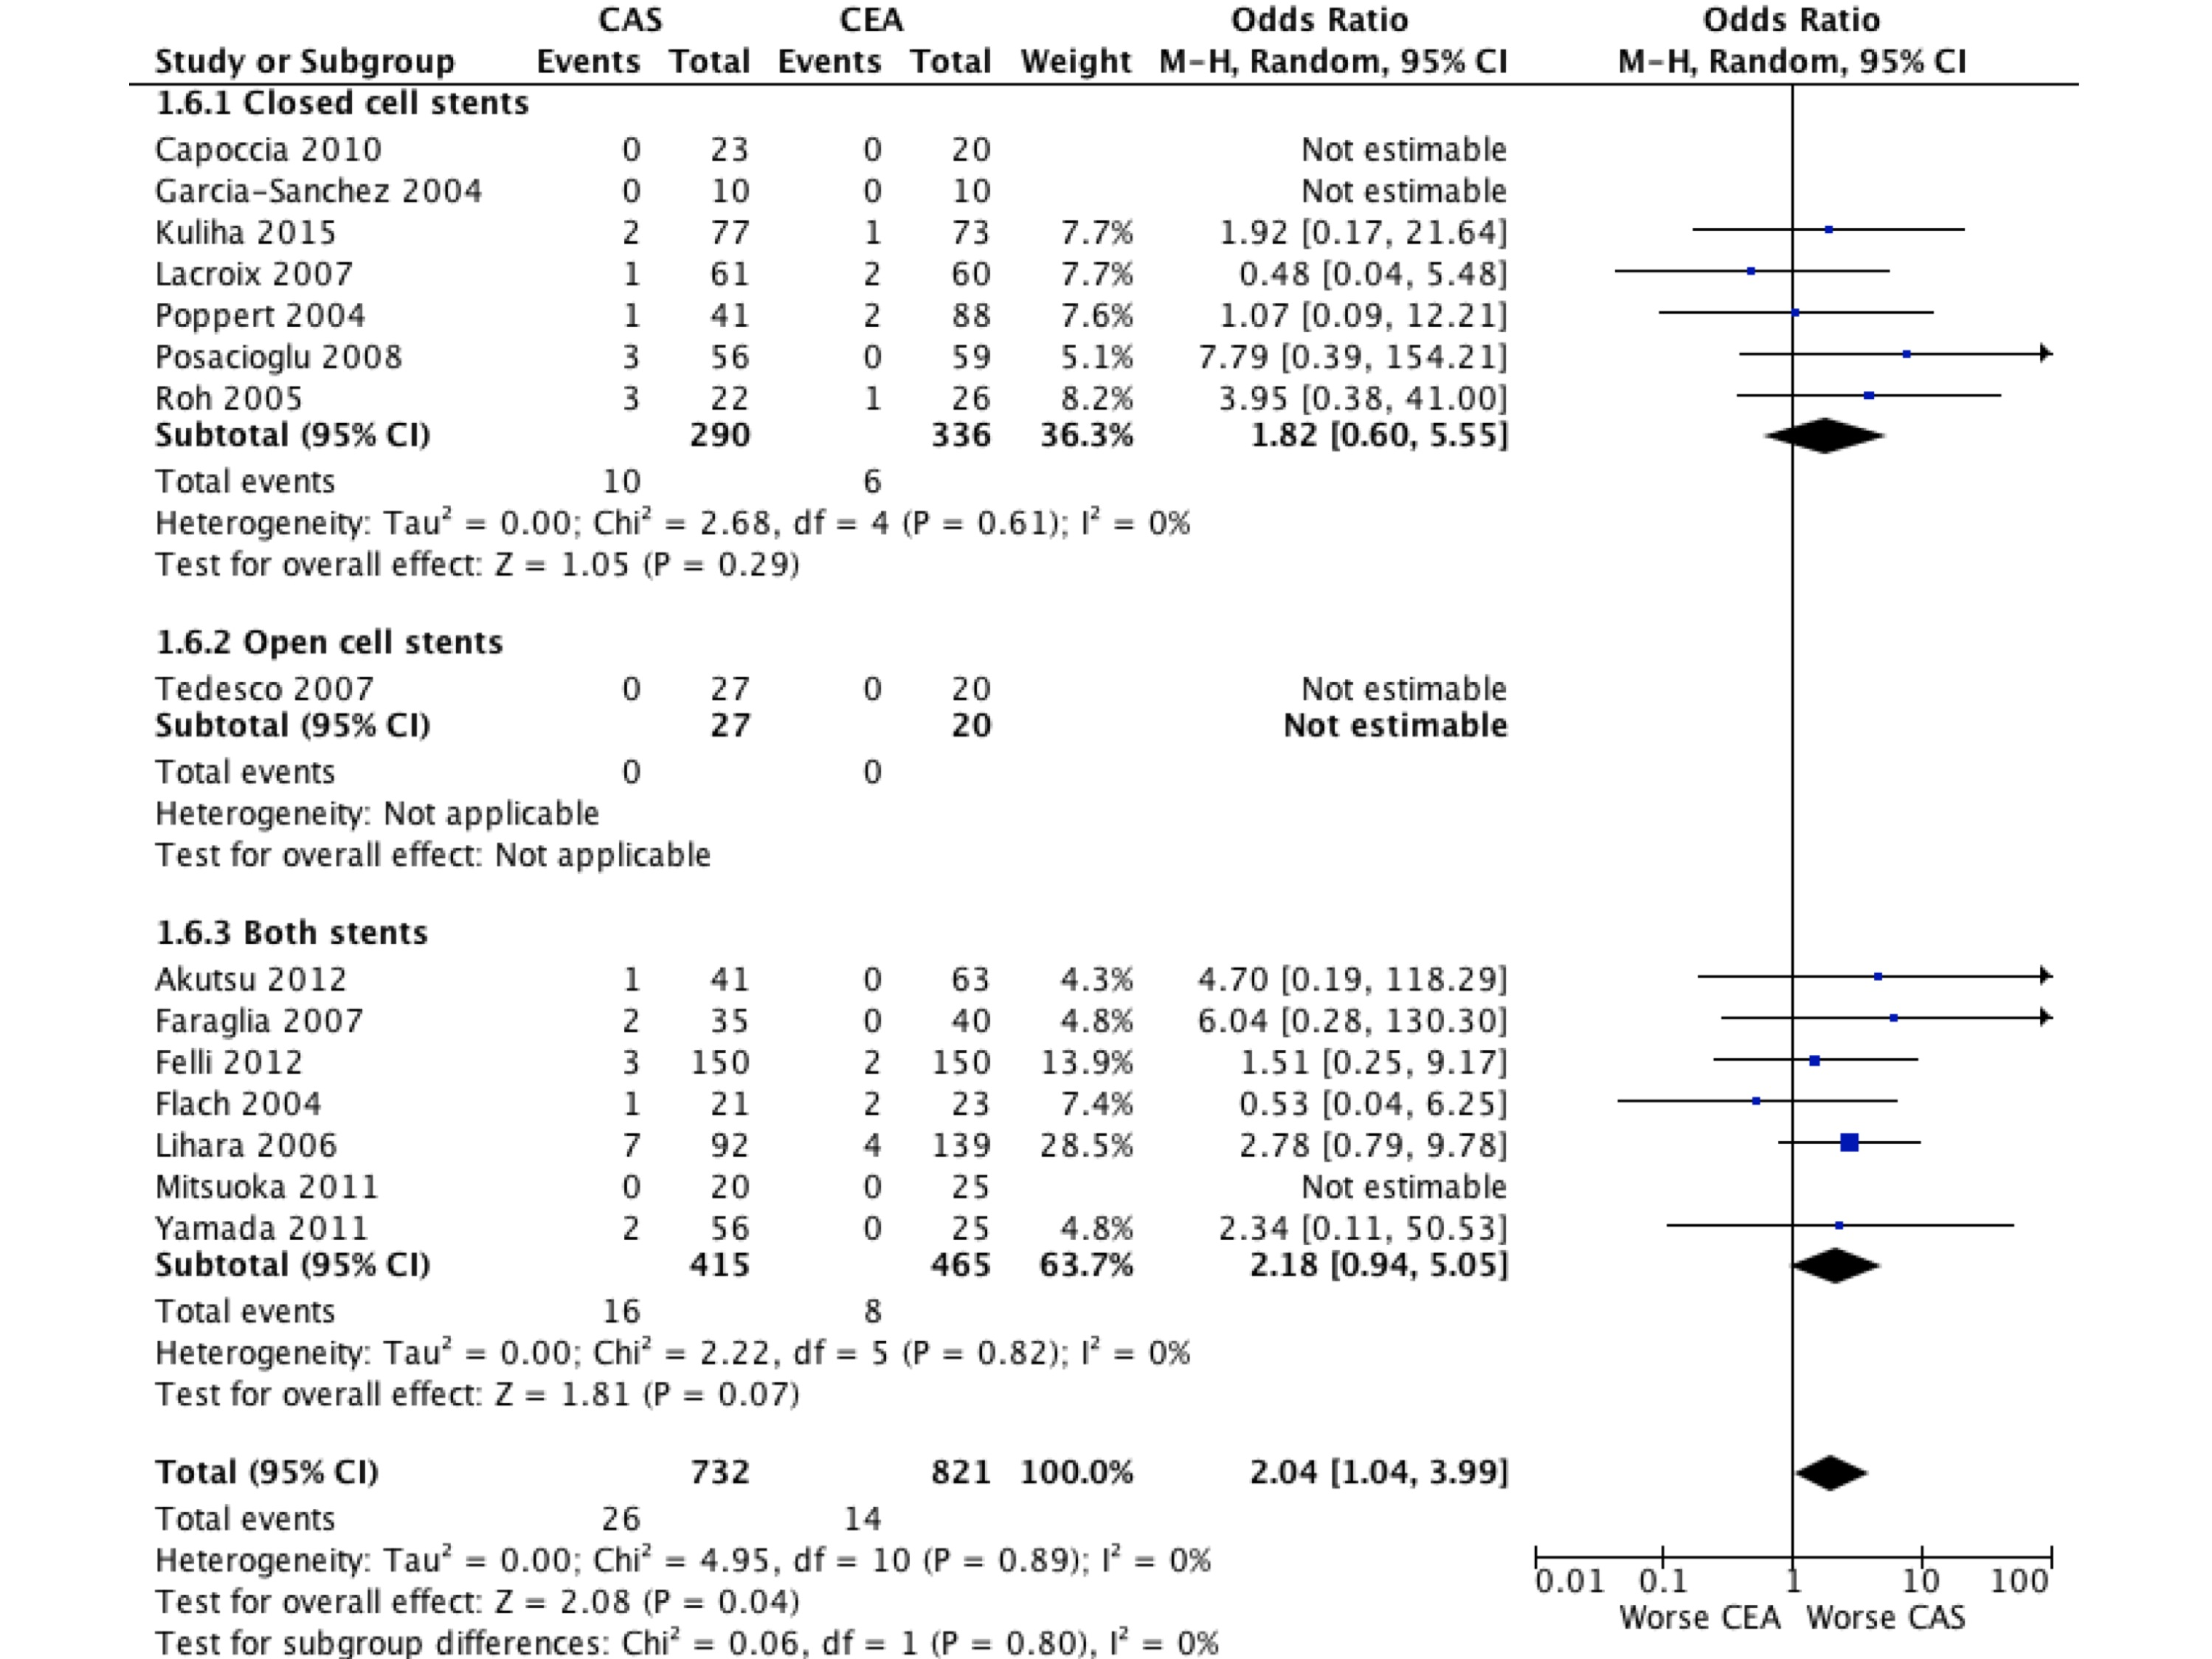 CAS CEA Odds Ratio Odds Ratio
Study or Subgroup Events Total Events Total Weight M-H, Random, 95% CI M-H, Random, 95% CI
1.6.1 Closed cell stents
Capoccia 2010 0 23 0 20 Not estimable
Garcia-Sanchez 2004 0 10 0 10 Not estimable
Kuliha 2015 2 77 1 73 7.7% 1.92 [0.17, 21.64]
Lacroix 2007 1 61 2 60 7.7% 0.48 [0.04, 5.48]
Poppert 2004 1 41 2 88 7.6% 1.07 [0.09, 12.21]
Posacioglu 2008 3 56 0 59 5.1% 7.79 [0.39, 154.21]
Roh 2005 3 22 1 26 8.2% 3.95 [0.38, 41.00]
Subtotal (95% CI) 290 336 36.3% 1.82 [0.60, 5.55]
Total events 10 6
Heterogeneity: Tau² = 0.00; Chi² = 2.68, df = 4 (P = 0.61); I² = 0%
Test for overall effect: Z = 1.05 (P = 0.29)
1.6.2 Open cell stents
Tedesco 2007 0 27 0 20 Not estimable
Subtotal (95% CI) 27 20 Not estimable
Total events 0 0
Heterogeneity: Not applicable
Test for overall effect: Not applicable
1.6.3 Both stents
Akutsu 2012 1 41 0 63 4.3% 4.70 [0.19, 118.29]
Faraglia 2007 2 35 0 40 4.8% 6.04 [0.28, 130.30]
Felli 2012 3 150 2 150 13.9% 1.51 [0.25, 9.17]
Flach 2004 1 21 2 23 7.4% 0.53 [0.04, 6.25]
Lihara 2006 7 92 4 139 28.5% 2.78 [0.79, 9.78]
Mitsuoka 2011 0 20 0 25 Not estimable
Yamada 2011 2 56 0 25 4.8% 2.34 [0.11, 50.53]
Subtotal (95% CI) 415 465 63.7% 2.18 [0.94, 5.05]
Total events 16 8
Heterogeneity: Tau² = 0.00; Chi² = 2.22, df = 5 (P = 0.82); I² = 0%
Test for overall effect: Z = 1.81 (P = 0.07)
Total (95% CI) 732 821 100.0% 2.04 [1.04, 3.99]
Total events 26 14
Heterogeneity: Tau² = 0.00; Chi² = 4.95, df = 10 (P = 0.89); I² = 0%
Test for overall effect: Z = 2.08 (P = 0.04)
Test for subgroup differences: Chi² = 0.06, df = 1 (P = 0.80), I² = 0%
0.01 0.1 1 10 100
Worse CEA Worse CAS